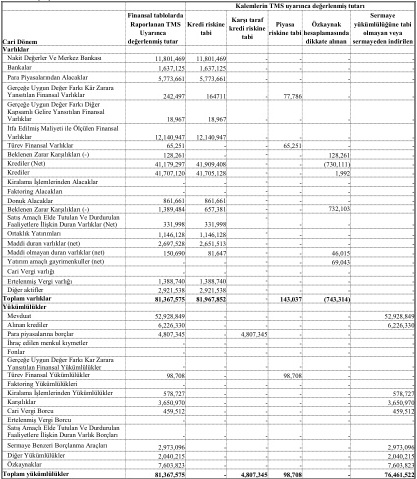 Kalemlerin TMS uyarınca değerlenmiş tutarı
Cari Dönem
Finansal tablolarda Raporlanan TMS Uyarınca değerlenmiş tutar
Kredi riskine tabi
Karşı taraf kredi riskine tabi
Piyasa riskine tabi
Özkaynak hesaplamasında dikkate alınan
Sermaye yükümlülüğüne tabi olmayan veya sermayeden indirilen
Varlıklar
Nakit Değerler Ve Merkez Bankası 11,801,469 11,801,469 - - - -
Bankalar 1,637,125 1,637,125 - - - -
Para Piyasalarından Alacaklar 5,773,661 5,773,661 - - - -
Gerçeğe Uygun Değer Farkı Kâr Zarara
Yansıtılan Finansal Varlıklar 242,497 164711 - 77,786 - -
Gerçeğe Uygun Değer Farkı Diğer
Kapsamlı Gelire Yansıtılan Finansal
Varlıklar 18,967 18,967 - - - -
İtfa Edilmiş Maliyeti ile Ölçülen Finansal
Varlıklar 12,140,947 12,140,947 - - - -
Türev Finansal Varlıklar 65,251 - - 65,251 - -
Beklenen Zarar Karşılıkları (-) 128,261 - - - 128,261 -
Krediler (Net) 41,179,297 41,909,408 - - (730,111) -
Krediler 41,707,120 41,705,128 - - 1,992 -
Kiralama İşlemlerinden Alacaklar - - - - - -
Faktoring Alacakları - - - - - -
Donuk Alacaklar 861,661 861,661 - - - -
Beklenen Zarar Karşılıkları (-) 1,389,484 657,381 - - 732,103 -
Satış Amaçlı Elde Tutulan Ve Durdurulan
Faaliyetlere İlişkin Duran Varlıklar (Net) 331,998 331,998 - - - -
Ortaklık Yatırımları 1,146,128 1,146,128 - - - -
Maddi duran varlıklar (net) 2,697,528 2,651,513 - - - -
Maddi olmayan duran varlıklar (net) 150,690 81,647 - - 46,015 -
Yatırım amaçlı gayrimenkuller (net) - - - - 69,043 -
Cari Vergi varlığı - - - - - -
Ertelenmiş Vergi varlığı 1,388,740 1,388,740 - - - -
Diğer aktifler 2,921,538 2,921,538 - - - -
Toplam varlıklar 81,367,575 81,967,852 - 143,037 (743,314) -
Yükümlülükler
Mevduat 52,928,849 - - - - 52,928,849
Alınan krediler 6,226,330 - - - - 6,226,330
Para piyasalarına borçlar 4,807,345 - 4,807,345 - - -
İhraç edilen menkul kıymetler - - - - - -
Fonlar - - - - - -
Gerçeğe Uygun Değer Farkı Kar Zarara
Yansıtılan Finansal Yükümlülükler - - - - - -
Türev Finansal Yükümlülükler 98,708 - - 98,708 - -
Faktoring Yükümlülükleri - - - - - -
Kiralama İşlemlerinden Yükümlülükler 578,727 - - - - 578,727
Karşılıklar 3,650,970 - - - - 3,650,970
Cari Vergi Borcu 459,512 - - - - 459,512
Ertelenmiş Vergi Borcu - - - - - -
Satış Amaçlı Elde Tutulan Ve Durdurulan
Faaliyetlere İlişkin Duran Varlık Borçları - - - - - -
Sermaye Benzeri Borçlanma Araçları 2,973,096 - - - - 2,973,096
Diğer Yükümlülükler 2,040,215 - - - - 2,040,215
Özkaynaklar 7,603,823 - - - - 7,603,823
Toplam yükümlülükler 81,367,575 - 4,807,345 98,708 - 76,461,522